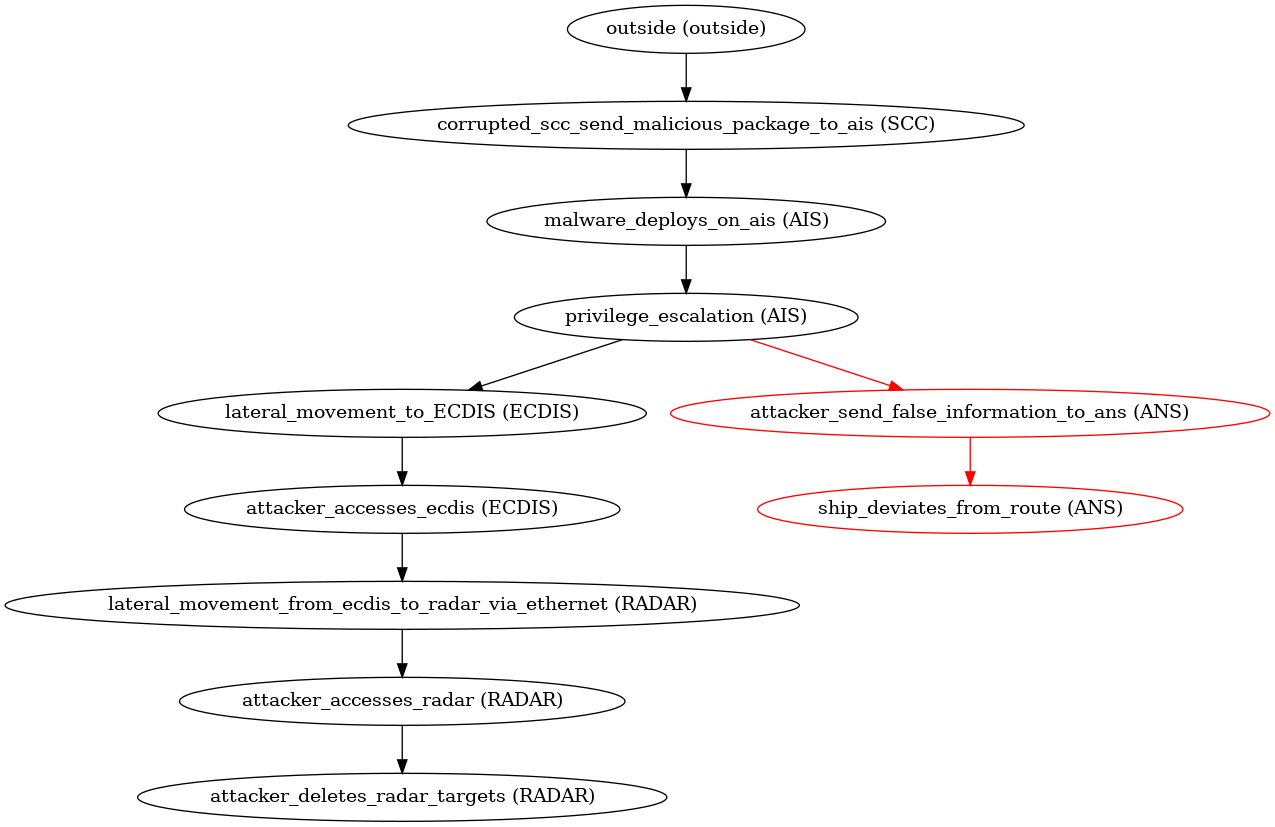 outside (outside)
corrupted_scc_send_malicious_package_to_ais (SCC)
malware_deploys_on_ais (AIS)
privilege_escalation (AIS)
lateral_movement_to_ECDIS (ECDIS)
attacker_send_false_information_to_ans (ANS)
attacker_accesses_ecdis (ECDIS)
ship_deviates_from_route (ANS)
lateral_movement_from_ecdis_to_radar_via_ethernet (RADAR)
attacker_accesses_radar (RADAR)
attacker_deletes_radar_targets (RADAR)